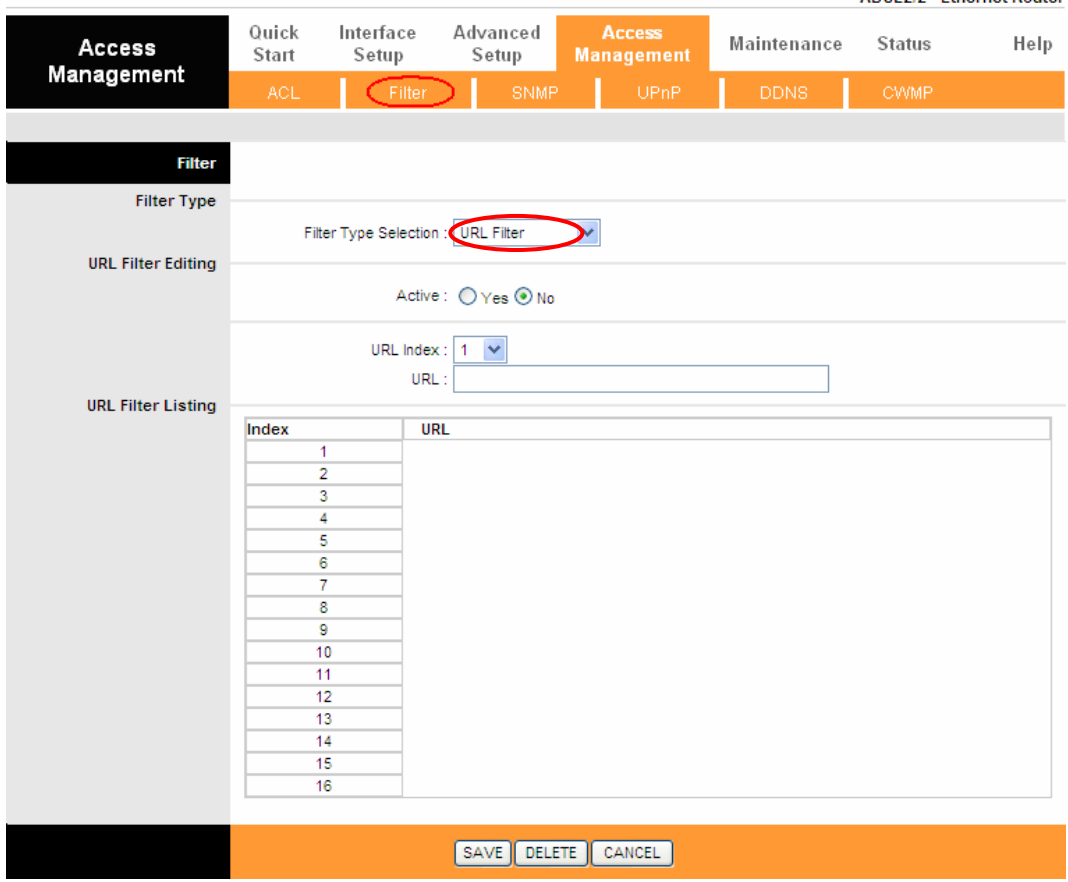 Access Management
Quick Start
Interface Setup
Advanced Setup
Access Management
Maintenance
Status
Help
ACL
Filter
SNMP
UPnP
DDNS
CWMP
Filter
Filter Type
Filter Type Selection : URL Filter
URL Filter Editing
Active : Yes No
URL Index : 1
URL :
URL Filter Listing
Index URL
1
2
3
4
5
6
7
8
9
10
11
12
13
14
15
16
SAVE DELETE CANCEL